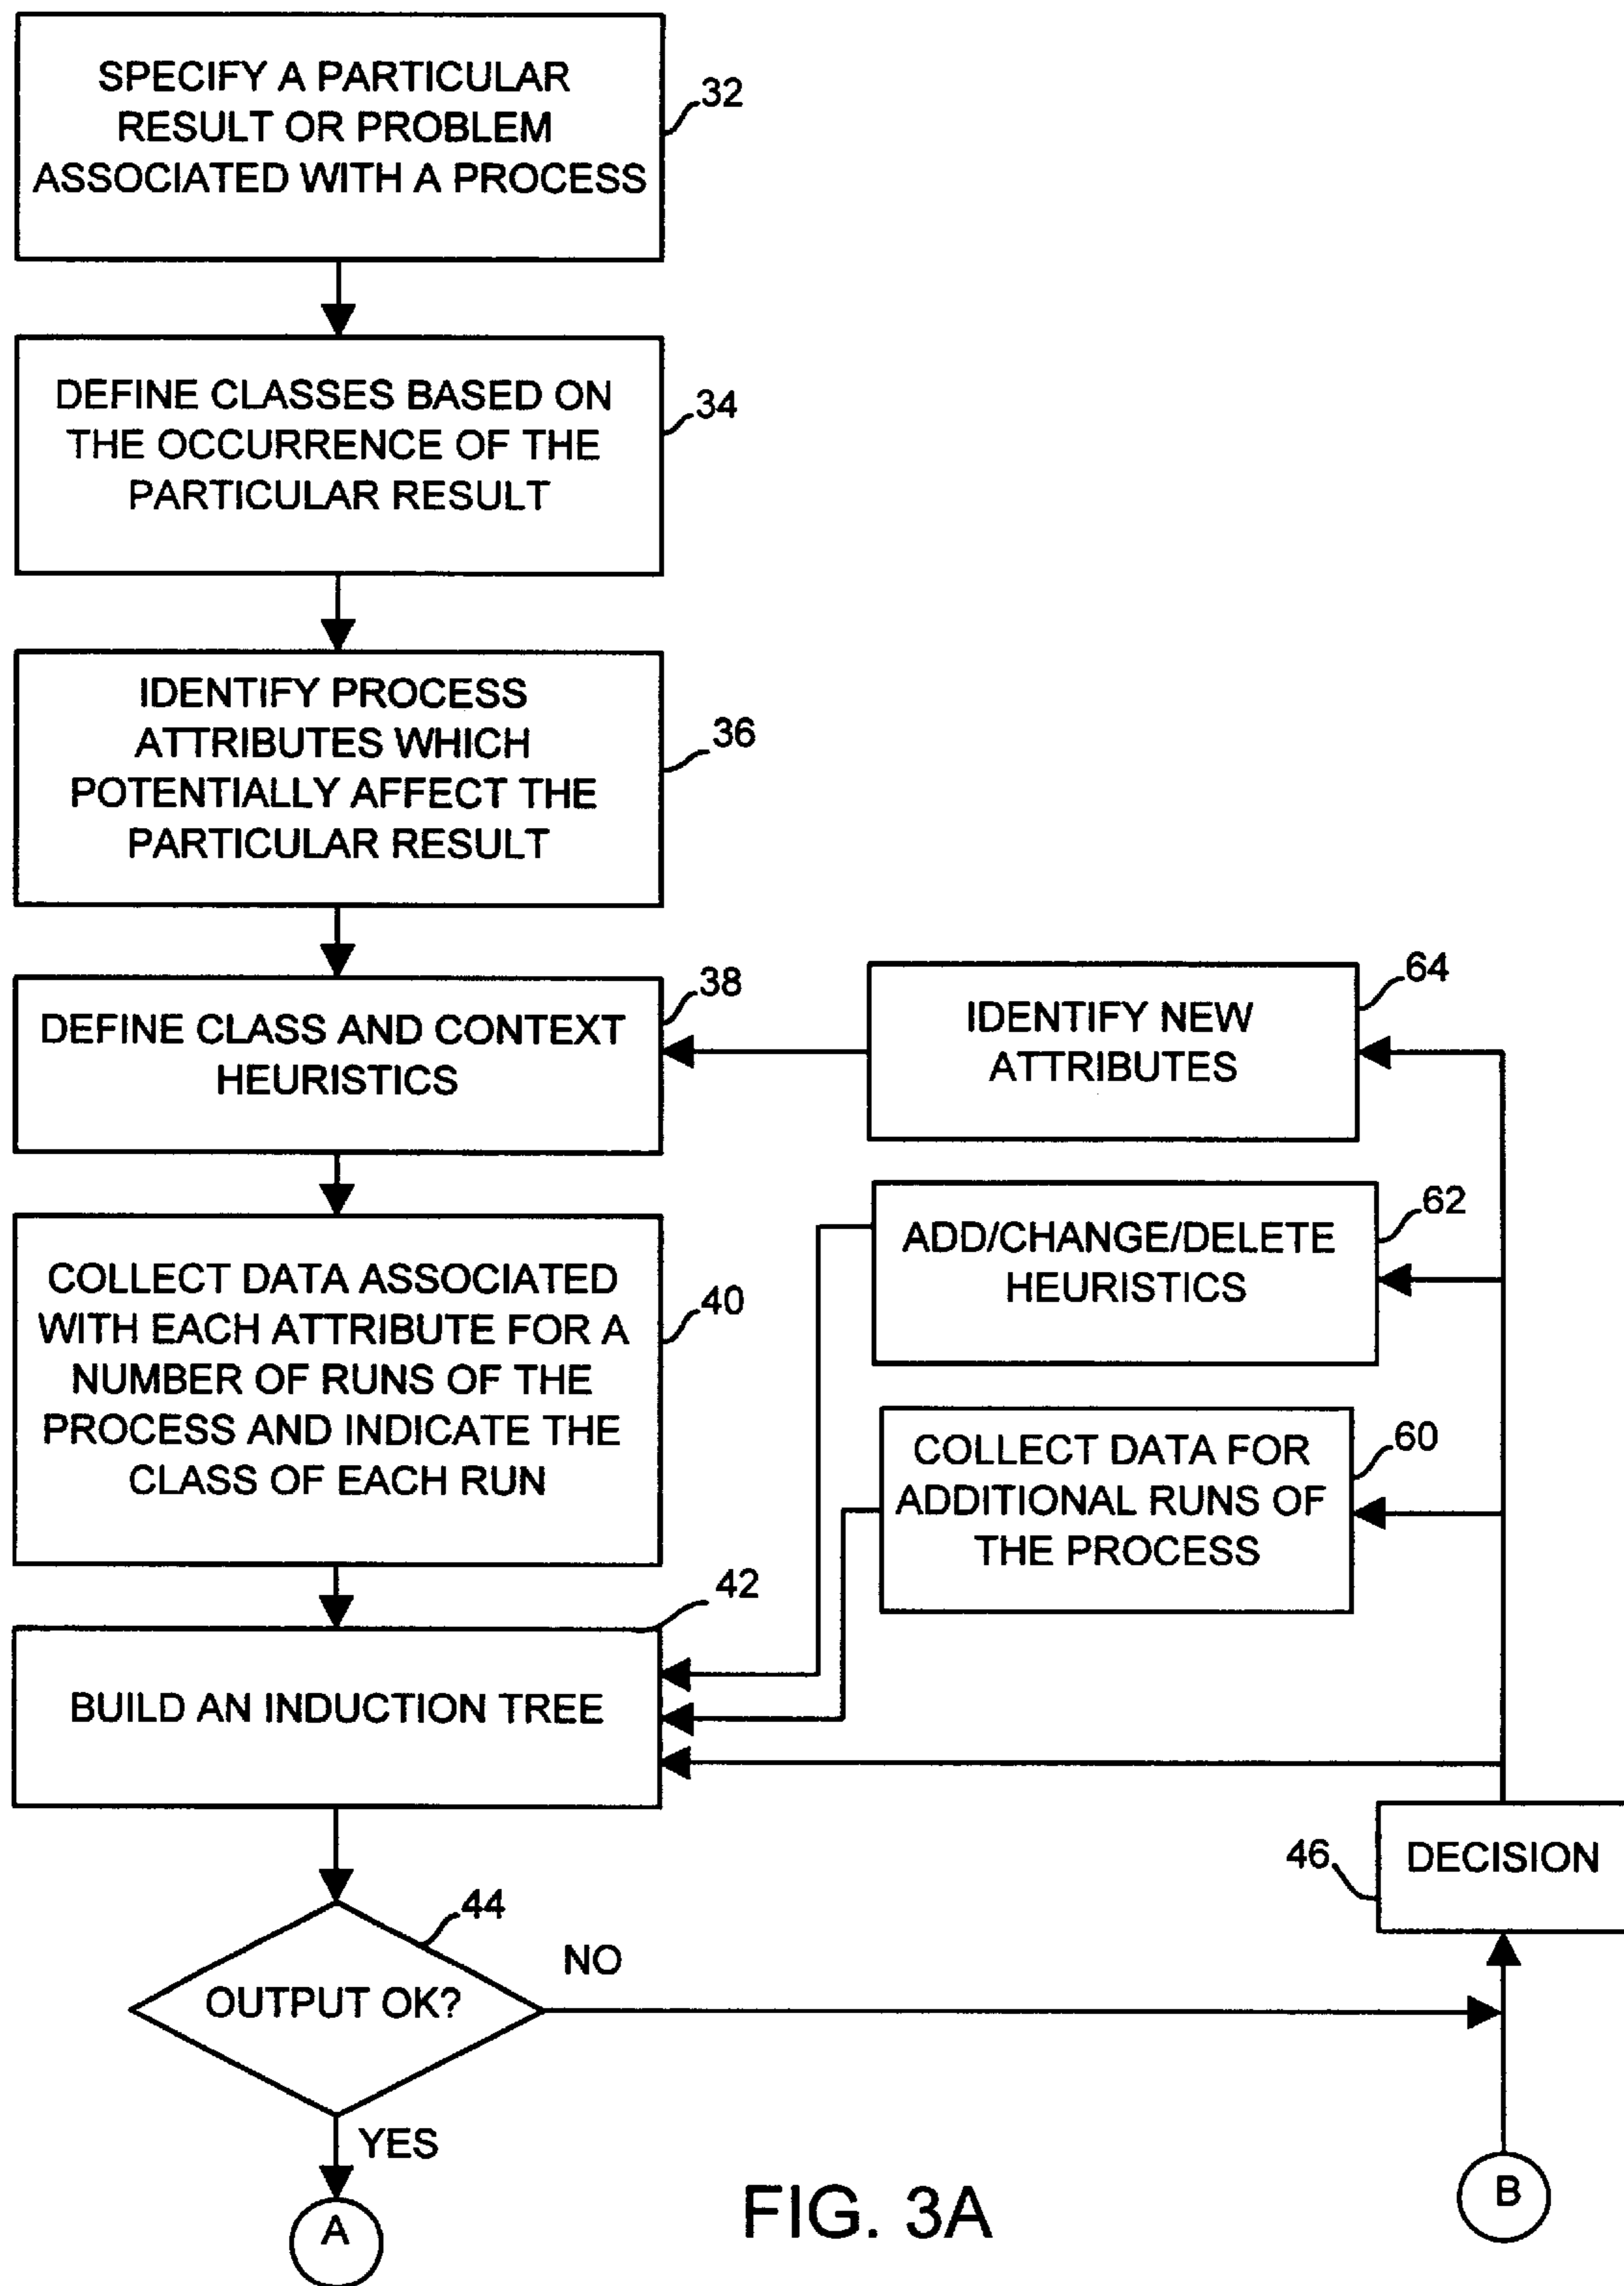 SPECIFY A PARTICULAR
RESULT OR PROBLEM
ASSOCIATED WITH A PROCESS
32
DEFINE CLASSES BASED ON
THE OCCURRENCE OF THE
PARTICULAR RESULT
34
IDENTIFY PROCESS
ATTRIBUTES WHICH
POTENTIALLY AFFECT THE
PARTICULAR RESULT
36
DEFINE CLASS AND CONTEXT
HEURISTICS
38
IDENTIFY NEW
ATTRIBUTES
64
COLLECT DATA ASSOCIATED
WITH EACH ATTRIBUTE FOR A
NUMBER OF RUNS OF THE
PROCESS AND INDICATE THE
CLASS OF EACH RUN
40
ADD/CHANGE/DELETE
HEURISTICS
62
COLLECT DATA FOR
ADDITIONAL RUNS OF
THE PROCESS
60
BUILD AN INDUCTION TREE
42
46
DECISION
OUTPUT OK?
44
NO
YES
A
B
FIG. 3A